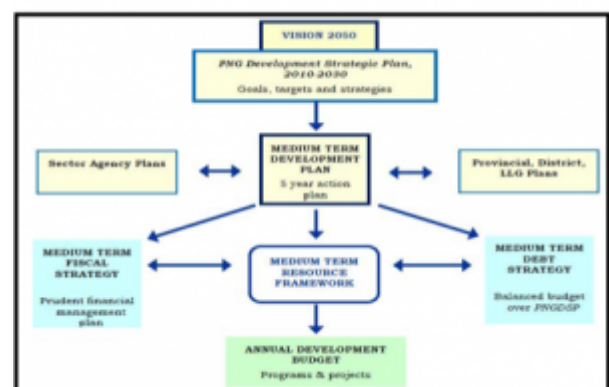 VISION 2050
PNG Development Strategic Plan,
2010-2030
Goals, targets and strategies
Sector Agency Plans
MEDIUM TERM
DEVELOPMENT
PLAN
5 year action
plan
Provincial, District,
LLG Plans
MEDIUM TERM
FISCAL
STRATEGY
Prudent financial
management
plan
MEDIUM TERM
RESOURCE
FRAMEWORK
MEDIUM TERM
DEBT
STRATEGY
Balanced budget
over PNGDSP
ANNUAL DEVELOPMENT
BUDGET
Programs & projects